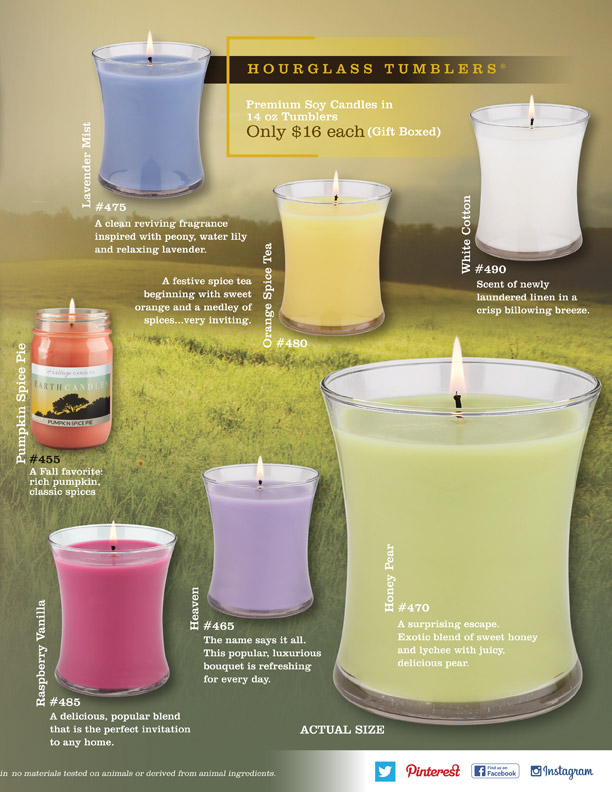 HOURGLASS TUMBLERS®
Premium Soy Candles in
14 oz Tumblers
Only $16 each (Gift Boxed)
Lavender Mist
#475
A clean reviving fragrance
inspired with peony, water lily
and relaxing lavender.
White Cotton
#490
Scent of newly
laundered linen in a
crisp billowing breeze.
Orange Spice Tea
#480
A festive spice tea
beginning with sweet
orange and a medley of
spices...very inviting.
Pumpkin Spice Pie
EARTH CANDLES
PUMPKIN SPICE PIE
#455
A Fall favorite:
rich pumpkin,
classic spices
Heaven
#465
The name says it all.
This popular, luxurious
bouquet is refreshing
for every day.
Honey Pear
#470
A surprising escape.
Exotic blend of sweet honey
and lychee with juicy,
delicious pear.
Raspberry Vanilla
#485
A delicious, popular blend
that is the perfect invitation
to any home.
ACTUAL SIZE
in no materials tested on animals or derived from animal ingredients.
Pinterest
Find us on
Facebook
Instagram